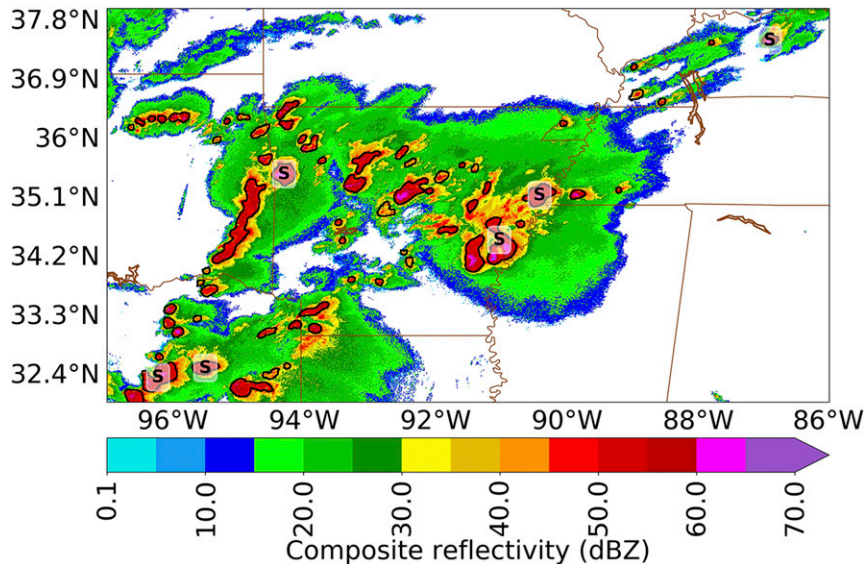 37.8°N
36.9°N
36°N
35.1°N
34.2°N
33.3°N
32.4°N
S
S
S
S
S
S
96°W 94°W 92°W 90°W 88°W 86°W
0.1 10.0 20.0 30.0 40.0 50.0 60.0 70.0
Composite reflectivity (dBZ)